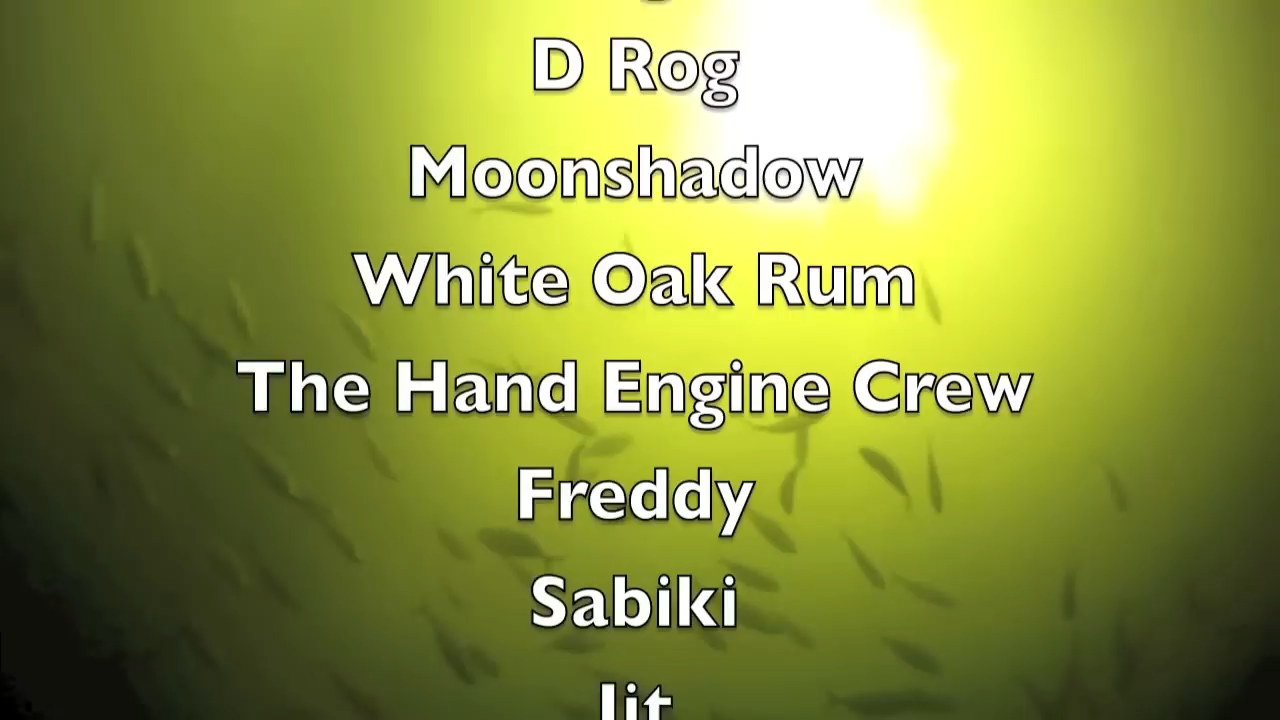 D Rog
Moonshadow
White Oak Rum
The Hand Engine Crew
Freddy
Sabiki